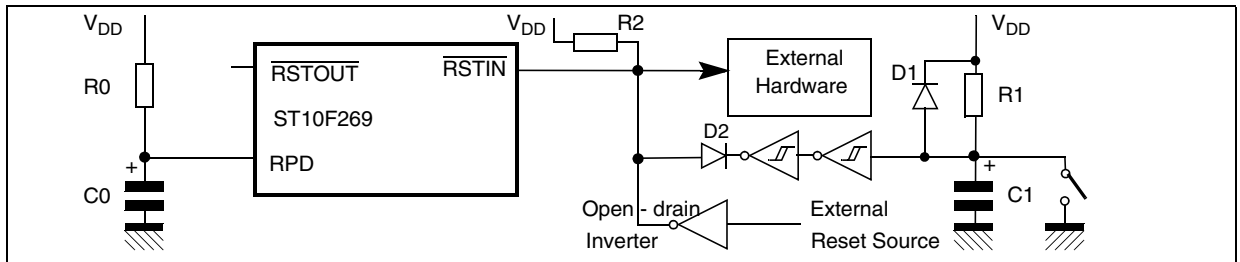 VDD
R0
+
C0
RSTOUT
RSTIN
ST10F269
RPD
VDD
R2
External
Hardware
D2
Open - drain
Inverter
External
Reset Source
VDD
D1
R1
+
C1